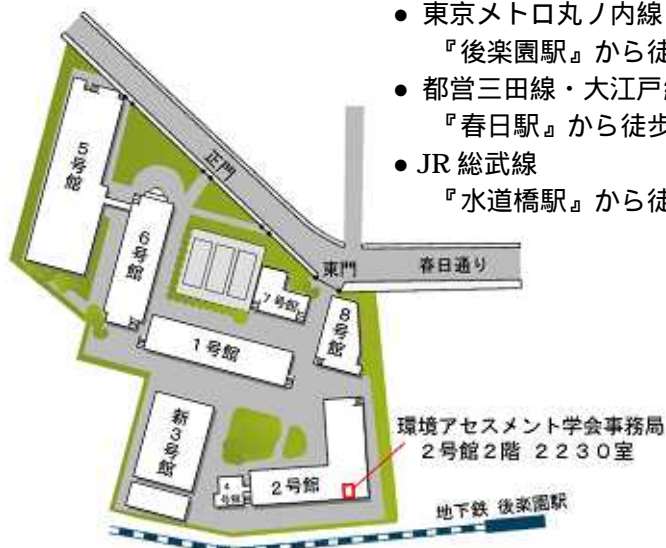 ● 東京メトロ丸ノ内線
『後楽園駅』から徒
● 都営三田線・大江戸線
『春日駅』から徒歩
● JR 総武線
『水道橋駅』から徒
5号館
正門
6号館
東門
春日通り
7号館
8号館
1号館
新3号館
環境アセスメント学会事務局
2号館2階 2230室
4号館
2号館
地下鉄 後楽園駅